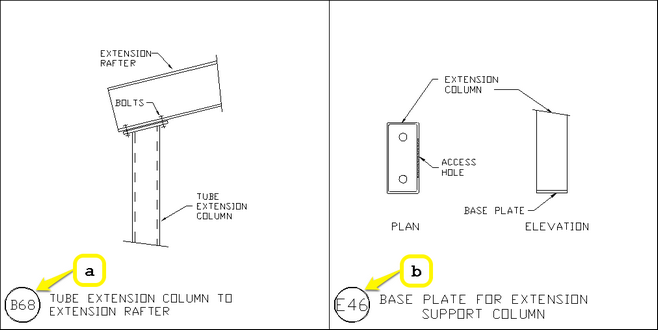 EXTENSION
RAFTER
BOLTS
TUBE
EXTENSION
COLUMN
a
B68
TUBE EXTENSION COLUMN TO
EXTENSION RAFTER
EXTENSION
COLUMN
ACCESS
HOLE
BASE PLATE
PLAN
ELEVATION
b
E46
BASE PLATE FOR EXTENSION
SUPPORT COLUMN